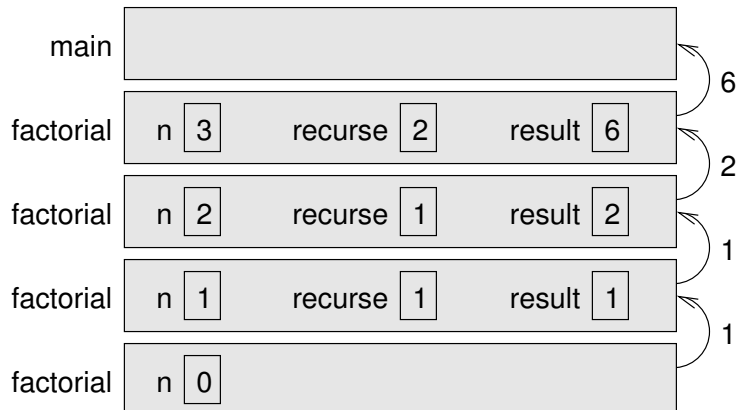 main
6
factorial n 3 recurse 2 result 6
2
factorial n 2 recurse 1 result 2
1
factorial n 1 recurse 1 result 1
1
factorial n 0